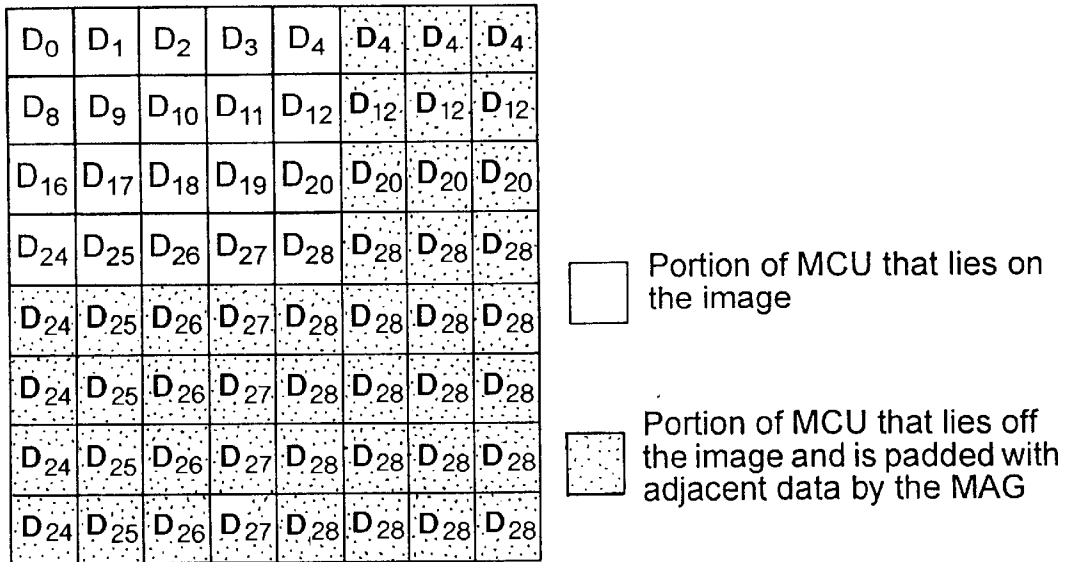 D0 D1 D2 D3 D4 D4 D4 D4
D8 D9 D10 D11 D12 D12 D12 D12
D16 D17 D18 D19 D20 D20 D20 D20
D24 D25 D26 D27 D28 D28 D28 D28
D24 D25 D26 D27 D28 D28 D28 D28
D24 D25 D26 D27 D28 D28 D28 D28
D24 D25 D26 D27 D28 D28 D28 D28
D24 D25 D26 D27 D28 D28 D28 D28
Portion of MCU that lies on
the image
Portion of MCU that lies off
the image and is padded with
adjacent data by the MAG